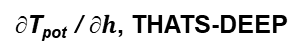 ∂T_pot / ∂h, THATS-DEEP